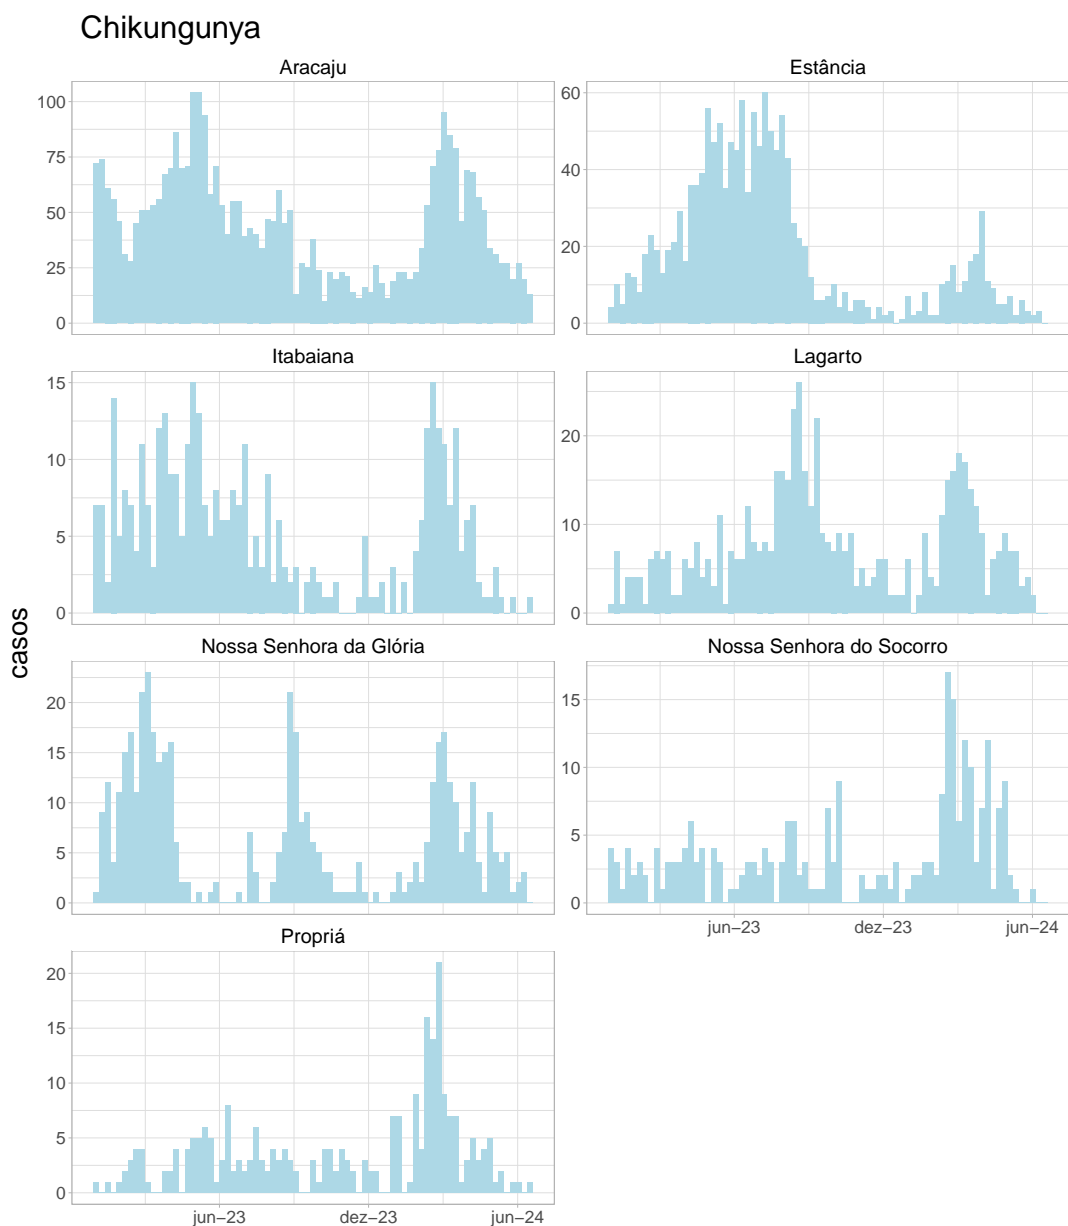 Chikungunya
Aracaju
Estância
100
75
50
25
0
60
40
20
0
Itabaiana
Lagarto
15
10
5
0
20
10
0
casos
Nossa Senhora da Glória
Nossa Senhora do Socorro
20
15
10
5
0
15
10
5
0
jun−23
dez−23
jun−24
Propriá
20
15
10
5
0
jun−23
dez−23
jun−24